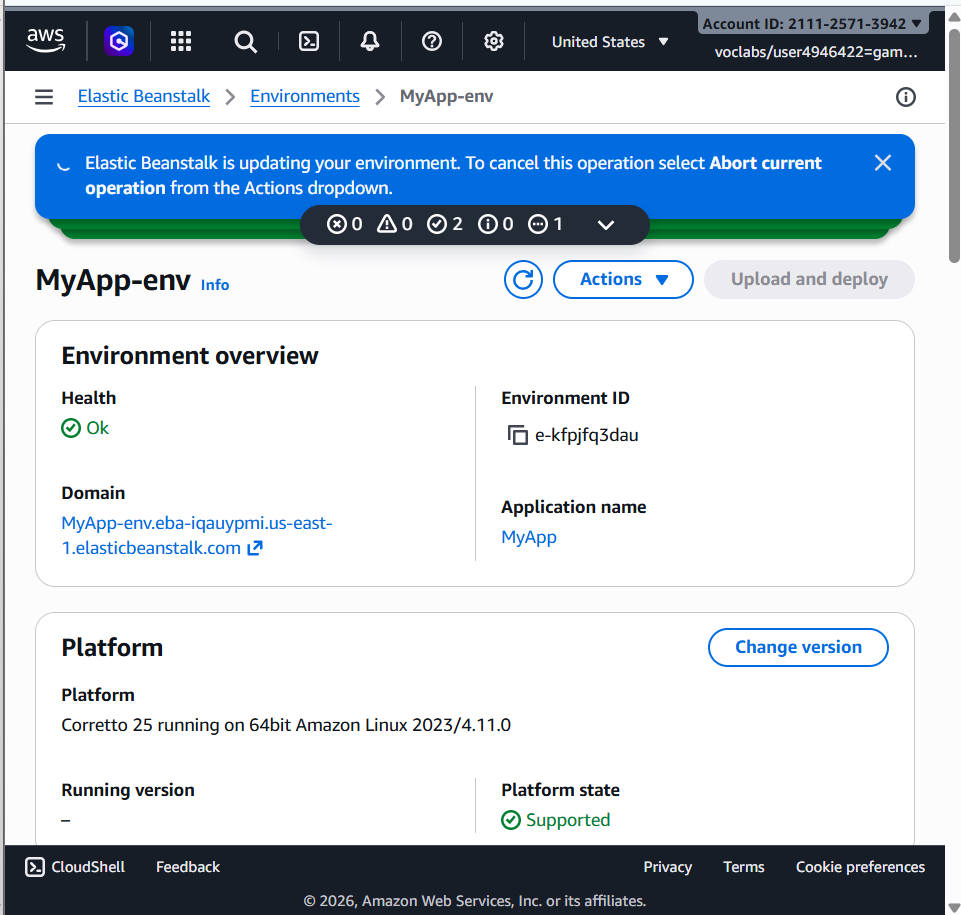 aws
United States ▼
Account ID: 2111-2571-3942 ▼
voclabs/user4946422=gam...
Elastic Beanstalk > Environments > MyApp-env
Elastic Beanstalk is updating your environment. To cancel this operation select Abort current
operation from the Actions dropdown.
0 0 2 0 1
MyApp-env Info
Actions ▼
Upload and deploy
Environment overview
Health
Ok
Environment ID
e-kfpjfq3dau
Domain
MyApp-env.eba-iqauypmi.us-east-
1.elasticbeanstalk.com
Application name
MyApp
Platform
Change version
Platform
Corretto 25 running on 64bit Amazon Linux 2023/4.11.0
Running version
–
Platform state
Supported
CloudShell Feedback Privacy Terms Cookie preferences
© 2026, Amazon Web Services, Inc. or its affiliates.